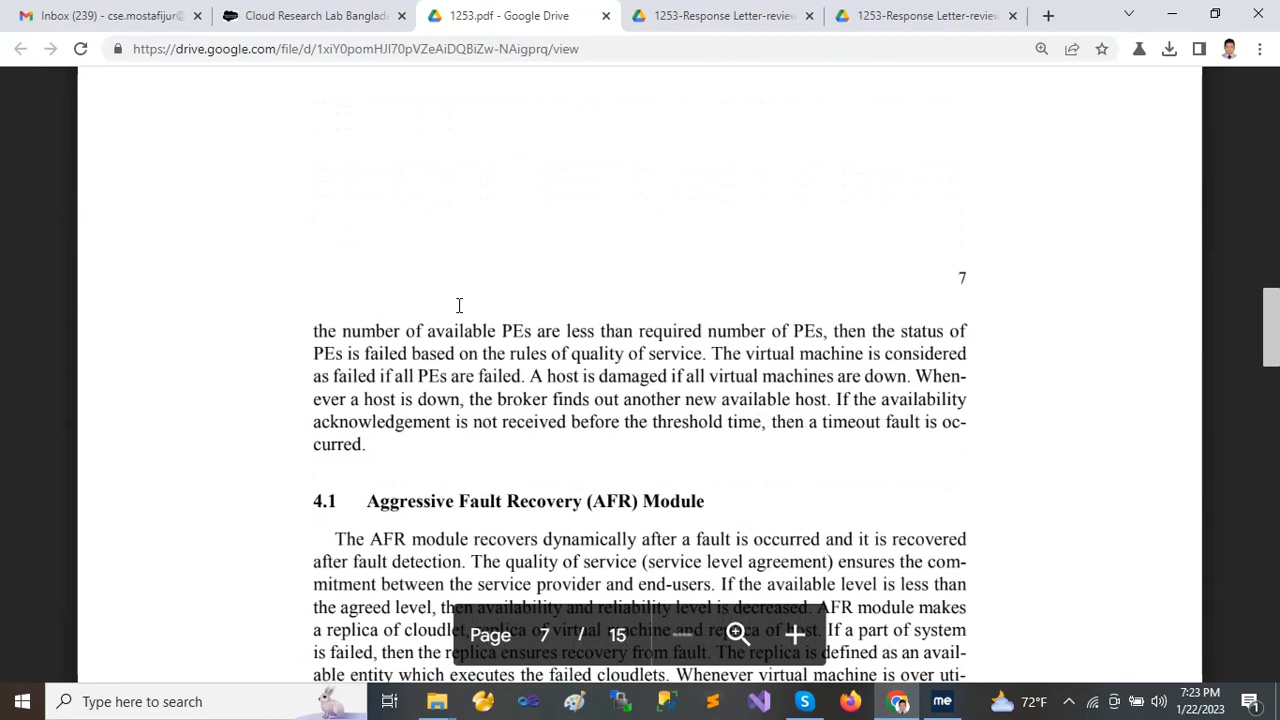 Inbox (239) - ce.mostafijur@
Cloud Research Lab Banglad
1253.pdf - Google Drive
1253-Response Letter-review
1253-Response Letter-review
https://drive.google.com/file/d/1xiY0pomHJI70pVZeAiDQBiZw-NAigprq/view
7
the number of available PEs are less than required number of PEs, then the status of
PEs is failed based on the rules of quality of service. The virtual machine is considered
as failed if all PEs are failed. A host is damaged if all virtual machines are down. When-
ever a host is down, the broker finds out another new available host. If the availability
acknowledgement is not received before the threshold time, then a timeout fault is oc-
curred.
4.1 Aggressive Fault Recovery (AFR) Module
The AFR module recovers dynamically after a fault is occurred and it is recovered
after fault detection. The quality of service (service level agreement) ensures the com-
mitment between the service provider and end-users. If the available level is less than
the agreed level, then availability and reliability level is decreased. AFR module makes
a replica of cloudlet, replica of virtual machine and replica of host. If a part of system
is failed, then the replica ensures recovery from fault. The replica is defined as an avail-
able entity which executes the failed cloudlets. Whenever virtual machine is over uti-
Page 7 / 15
Type here to search
me
72°F
7:23 PM
1/22/2023